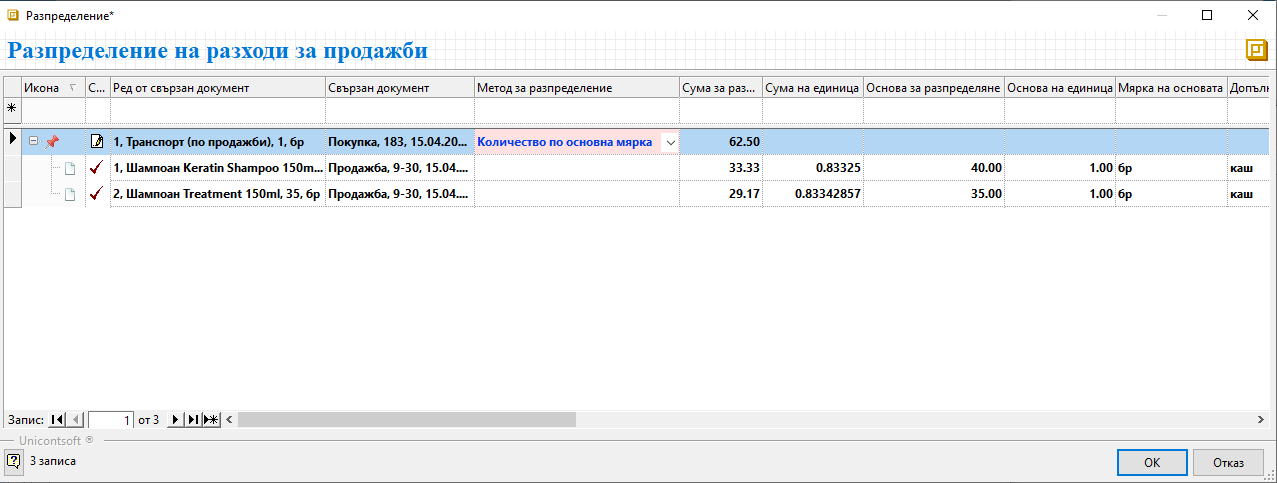 Разпределение*
Разпределение на разходи за продажби
Икона С... Ред от свързан документ Свързан документ Метод за разпределение Сума за раз... Сума на единица Основа за разпределяне Основа на единица Мярка на основата Допълн
1, Транспорт (по продажби), 1, бр Покупка, 183, 15.04.20... Количество по основна мярка 62.50
1, Шампоан Keratin Shampoo 150m... Продажба, 9-30, 15.04.... 33.33 0.83325 40.00 1.00 бр каш
2, Шампоан Treatment 150ml, 35, бр Продажба, 9-30, 15.04.... 29.17 0.83342857 35.00 1.00 бр каш
Запис: 1 от 3
Unicontsoft ®
3 записа
OK Отказ